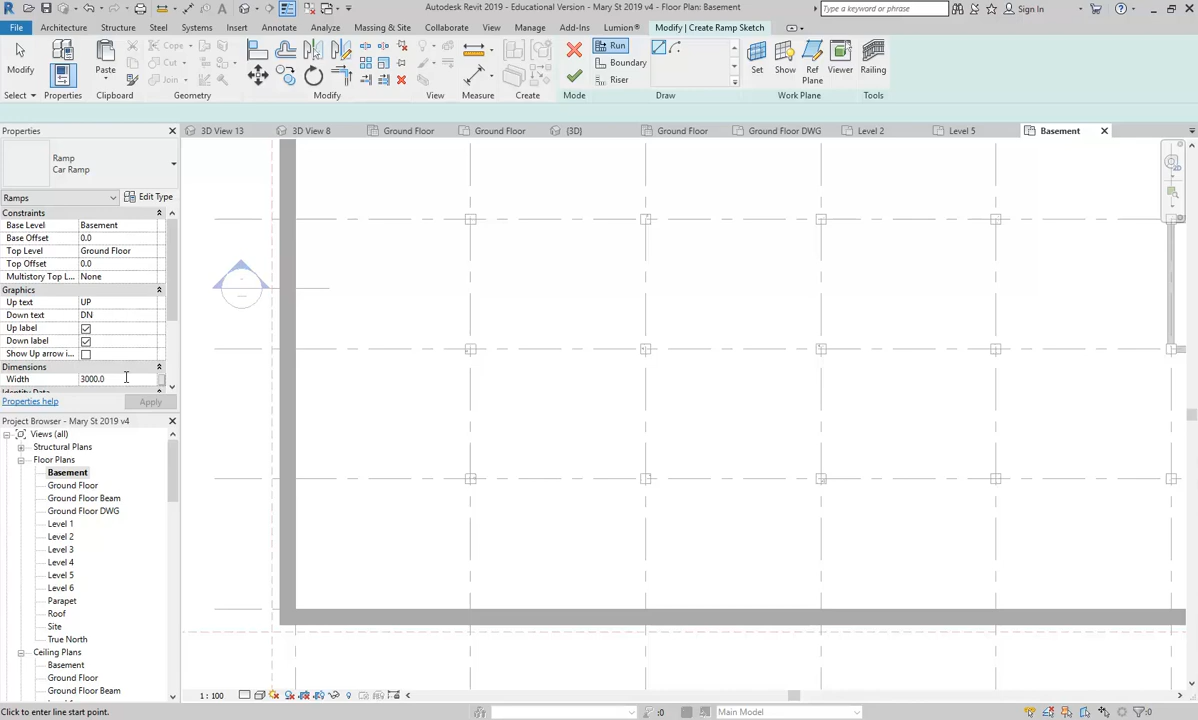 Autodesk Revit 2019 - Educational Version - Mary St 2019 v4 - Floor Plan: Basement
Type a keyword or phrase
Sign In
File Architecture Structure Steel Systems Insert Annotate Analyze Massing & Site Collaborate View Manage Add-Ins Lumion® Modify | Create Ramp Sketch
Modify
Paste
Cope
Cut
Join
Run
Boundary
Riser
Set Show Ref Plane Viewer Railing
Select Properties Clipboard Geometry Modify View Measure Create Mode Draw Work Plane Tools
Properties
3D View 13 3D View 8 Ground Floor Ground Floor {3D} Ground Floor Ground Floor DWG Level 2 Level 5 Basement
Ramp
Car Ramp
Ramps Edit Type
Constraints
Base Level Basement
Base Offset 0.0
Top Level Ground Floor
Top Offset 0.0
Multistory Top L... None
Graphics
Up text UP
Down text DN
Up label
Down label
Show Up arrow i...
Dimensions
Width 3000.0
Identity Data
Properties help Apply
Project Browser - Mary St 2019 v4
Views (all)
Structural Plans
Floor Plans
Basement
Ground Floor
Ground Floor Beam
Ground Floor DWG
Level 1
Level 2
Level 3
Level 4
Level 5
Level 6
Parapet
Roof
Site
True North
Ceiling Plans
Basement
Ground Floor
Ground Floor Beam
1 : 100
Click to enter line start point.
:0
Main Model
:0